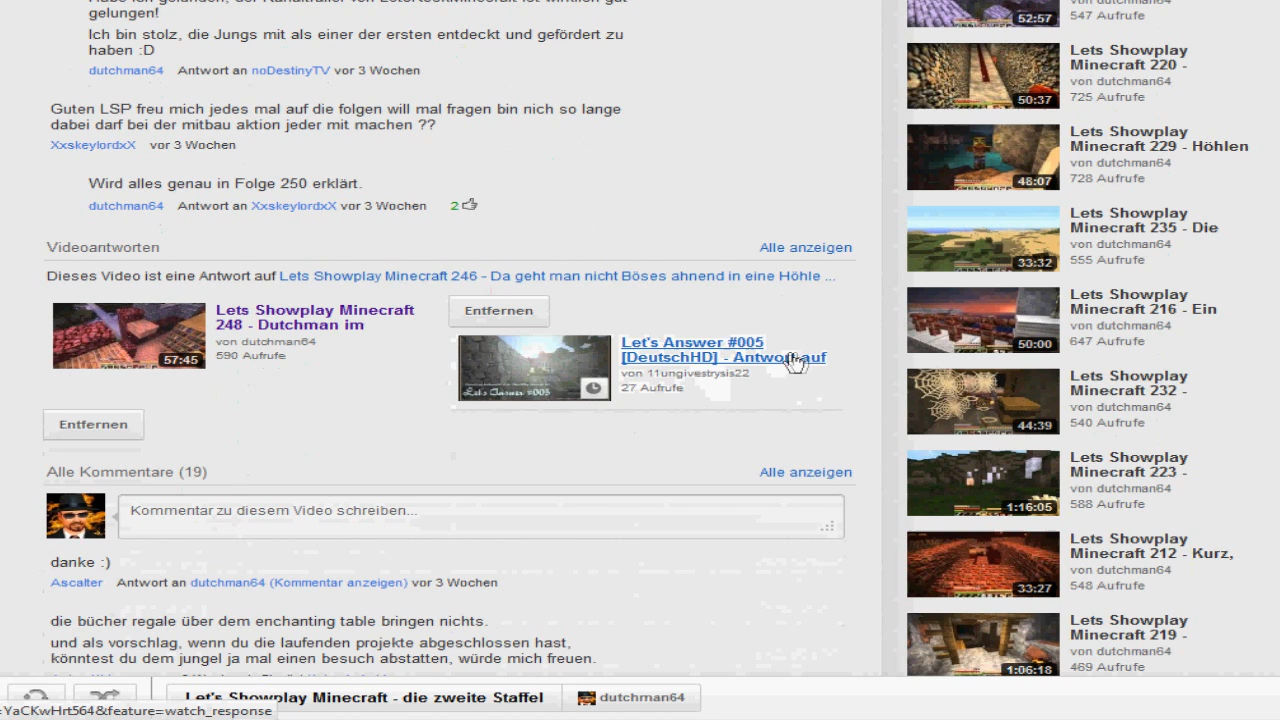 gelungen!
Ich bin stolz, die Jungs als einer der ersten entdeckt und gefördert zu
haben :D
dutchman64 Antwort an noDestinyTV vor 3 Wochen
Guten LSP freu mich jedes mal auf die folgen will mal fragen bin nich so lange
dabei darf bei der mitbau aktion jeder mit machen ??
XxskeylordxX vor 3 Wochen
Wird alles genau in Folge 250 erklärt.
dutchman64 Antwort an XxskeylordxX vor 3 Wochen 2
Videoantworten Alle anzeigen
Dieses Video ist eine Antwort auf Lets Showplay Minecraft 246 - Da geht man nicht Böses ahnend in eine Höhle ...
57:45
Lets Showplay Minecraft
248 - Dutchman im
von dutchman64
590 Aufrufe
Entfernen
Let's Answer #005
Let's Answer #005
[DeutschHD] - Antwort auf
von 11ungivestrysis22
27 Aufrufe
Entfernen
Alle Kommentare (19) Alle anzeigen
Kommentar zu diesem Video schreiben...
danke :)
Ascalter Antwort an dutchman64 (Kommentar anzeigen) vor 3 Wochen
die bücher regale über dem enchanting table bringen nichts.
und als vorschlag, wenn du die laufenden projekte abgeschlossen hast,
könntest du dem jungel ja mal einen besuch abstatten, würde mich freuen.
52:57
547 Aufrufe
50:37
Lets Showplay
Minecraft 220 -
von dutchman64
725 Aufrufe
48:07
Lets Showplay
Minecraft 229 - Höhlen
von dutchman64
728 Aufrufe
33:32
Lets Showplay
Minecraft 235 - Die
von dutchman64
555 Aufrufe
50:00
Lets Showplay
Minecraft 216 - Ein
von dutchman64
647 Aufrufe
44:39
Lets Showplay
Minecraft 232 -
von dutchman64
540 Aufrufe
1:16:05
Lets Showplay
Minecraft 223 -
von dutchman64
588 Aufrufe
33:27
Lets Showplay
Minecraft 212 - Kurz,
von dutchman64
548 Aufrufe
1:06:18
Lets Showplay
Minecraft 219 -
von dutchman64
469 Aufrufe
Let's Showplay Minecraft - die zweite Staffel dutchman64
=YaCKwHrt564&feature=watch_response